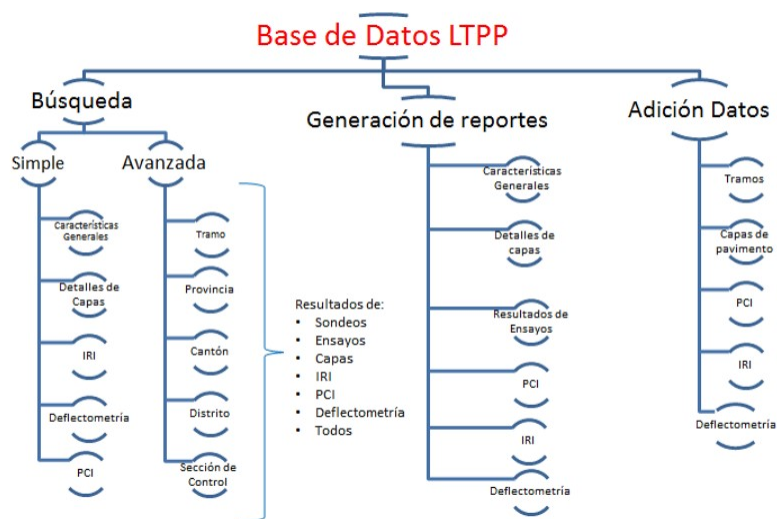 Base de Datos LTPP
Búsqueda
Simple
Características
Generales
Detalles de
Capas
IRI
Deflectometría
PCI
Avanzada
Tramo
Provincia
Cantón
Distrito
Sección de
Control
Resultados de:
• Sondeos
• Ensayos
• Capas
• IRI
• PCI
• Deflectometría
• Todos
Generación de reportes
Características
Generales
Detalles de
capas
Resultados de
Ensayos
PCI
IRI
Deflectometría
Adición Datos
Tramos
Capas de
pavimento
PCI
IRI
Deflectometría